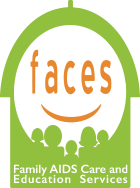 faces
Family AIDS Care and
Education Services